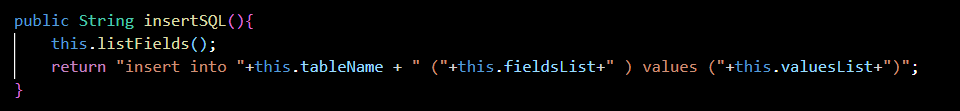 public String insertSQL(){
this.listFields();
return "insert into "+this.tableName + " ("+this.fieldsList+" ) values ("+this.valuesList+")";
}